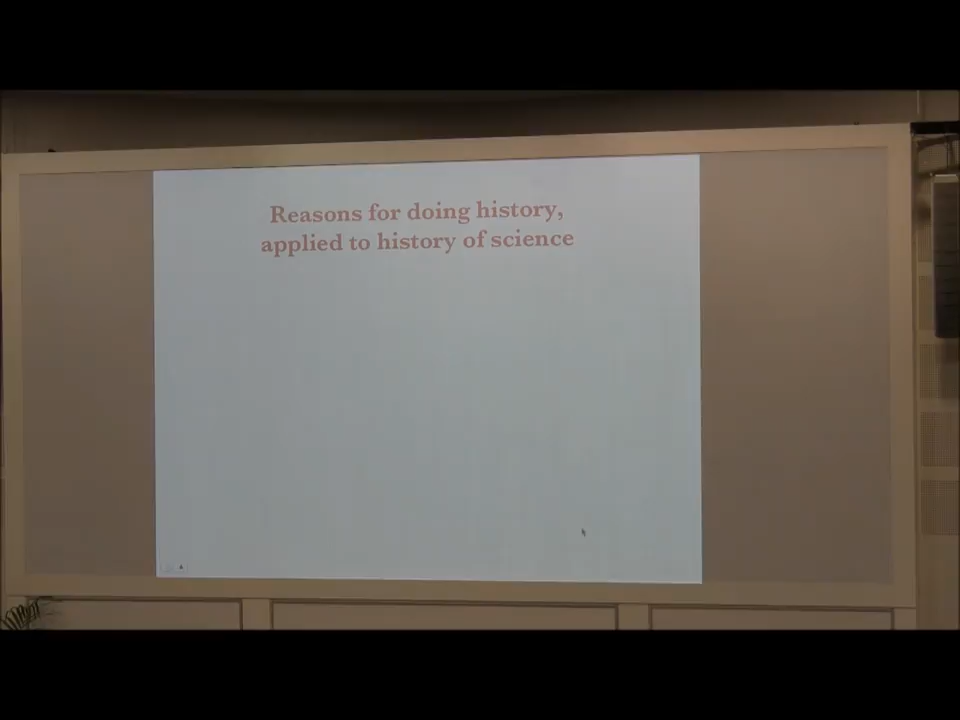 Reasons for doing history,
applied to history of science